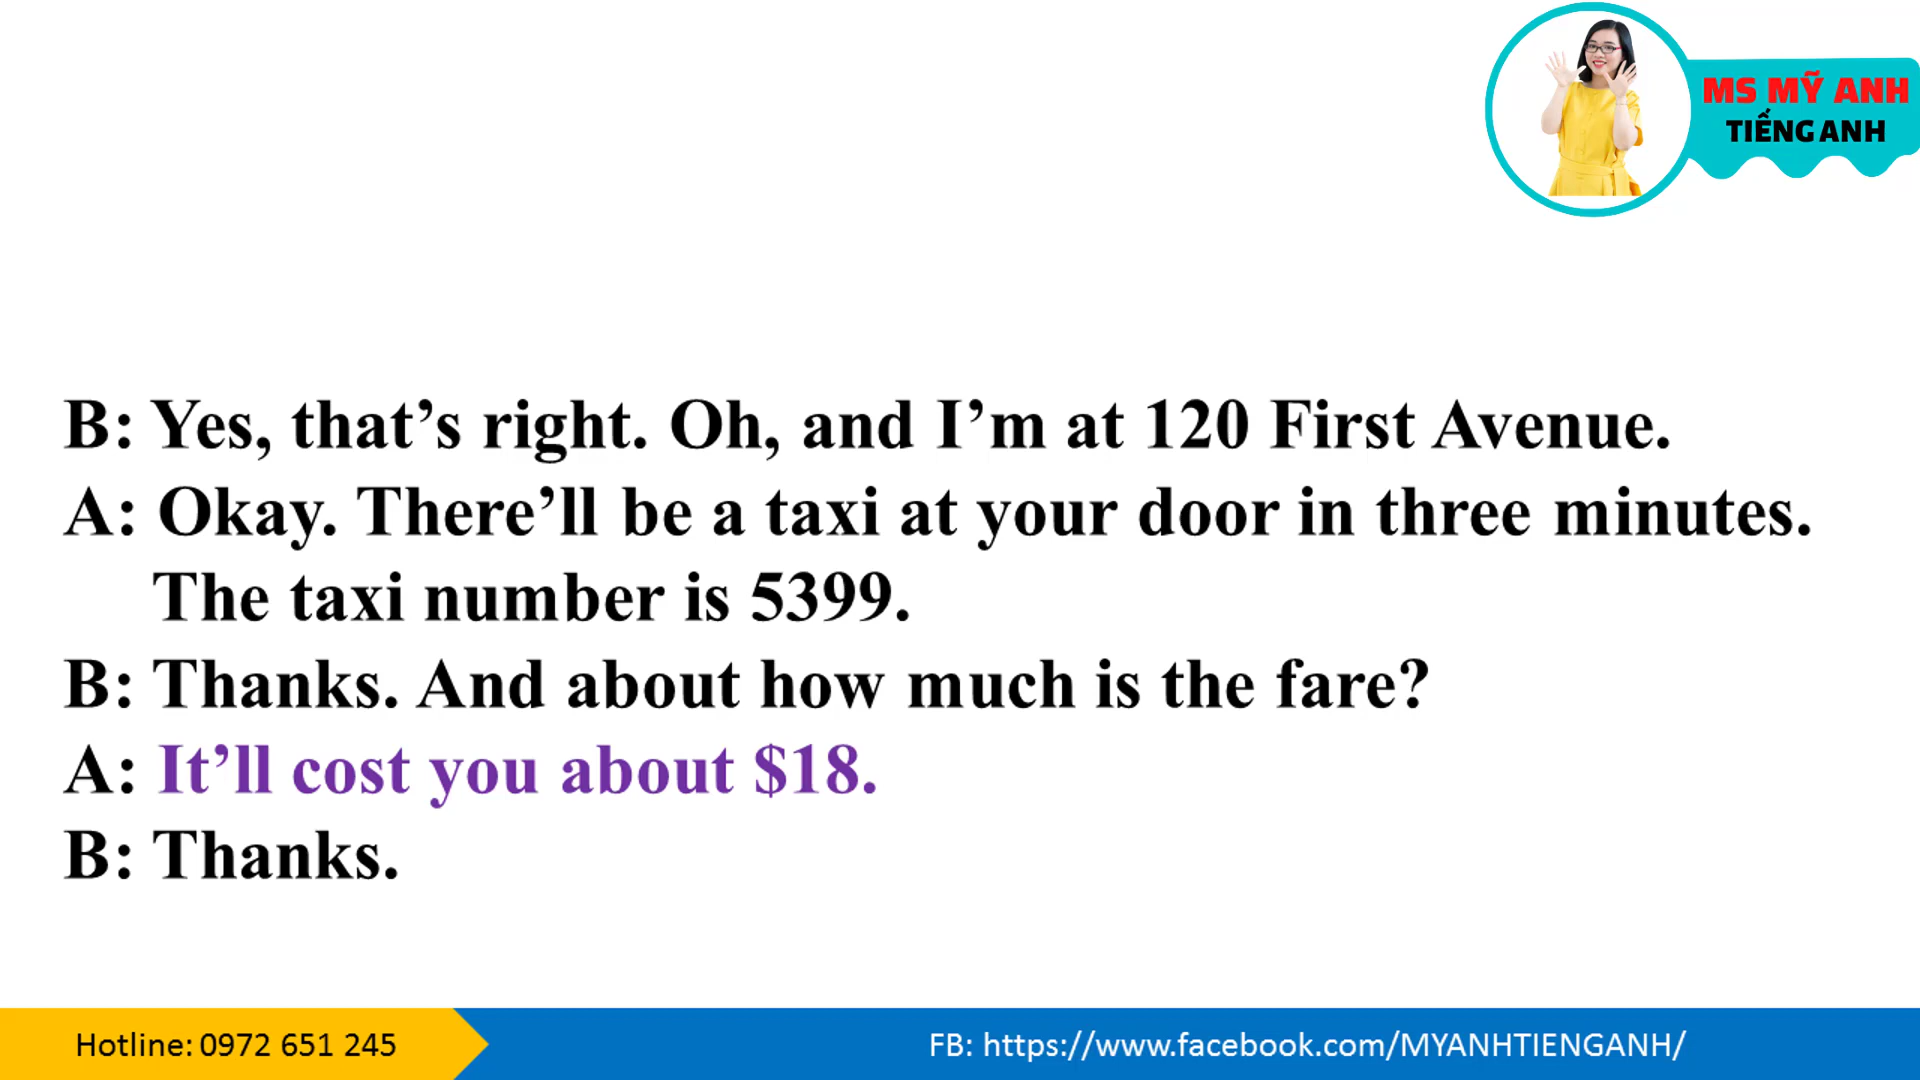 MS MỸ ANH
TIẾNG ANH
B: Yes, that’s right. Oh, and I’m at 120 First Avenue.
A: Okay. There’ll be a taxi at your door in three minutes.
The taxi number is 5399.
B: Thanks. And about how much is the fare?
A: It’ll cost you about $18.
B: Thanks.
Hotline: 0972 651 245
FB: https://www.facebook.com/MYANHTIENGANH/